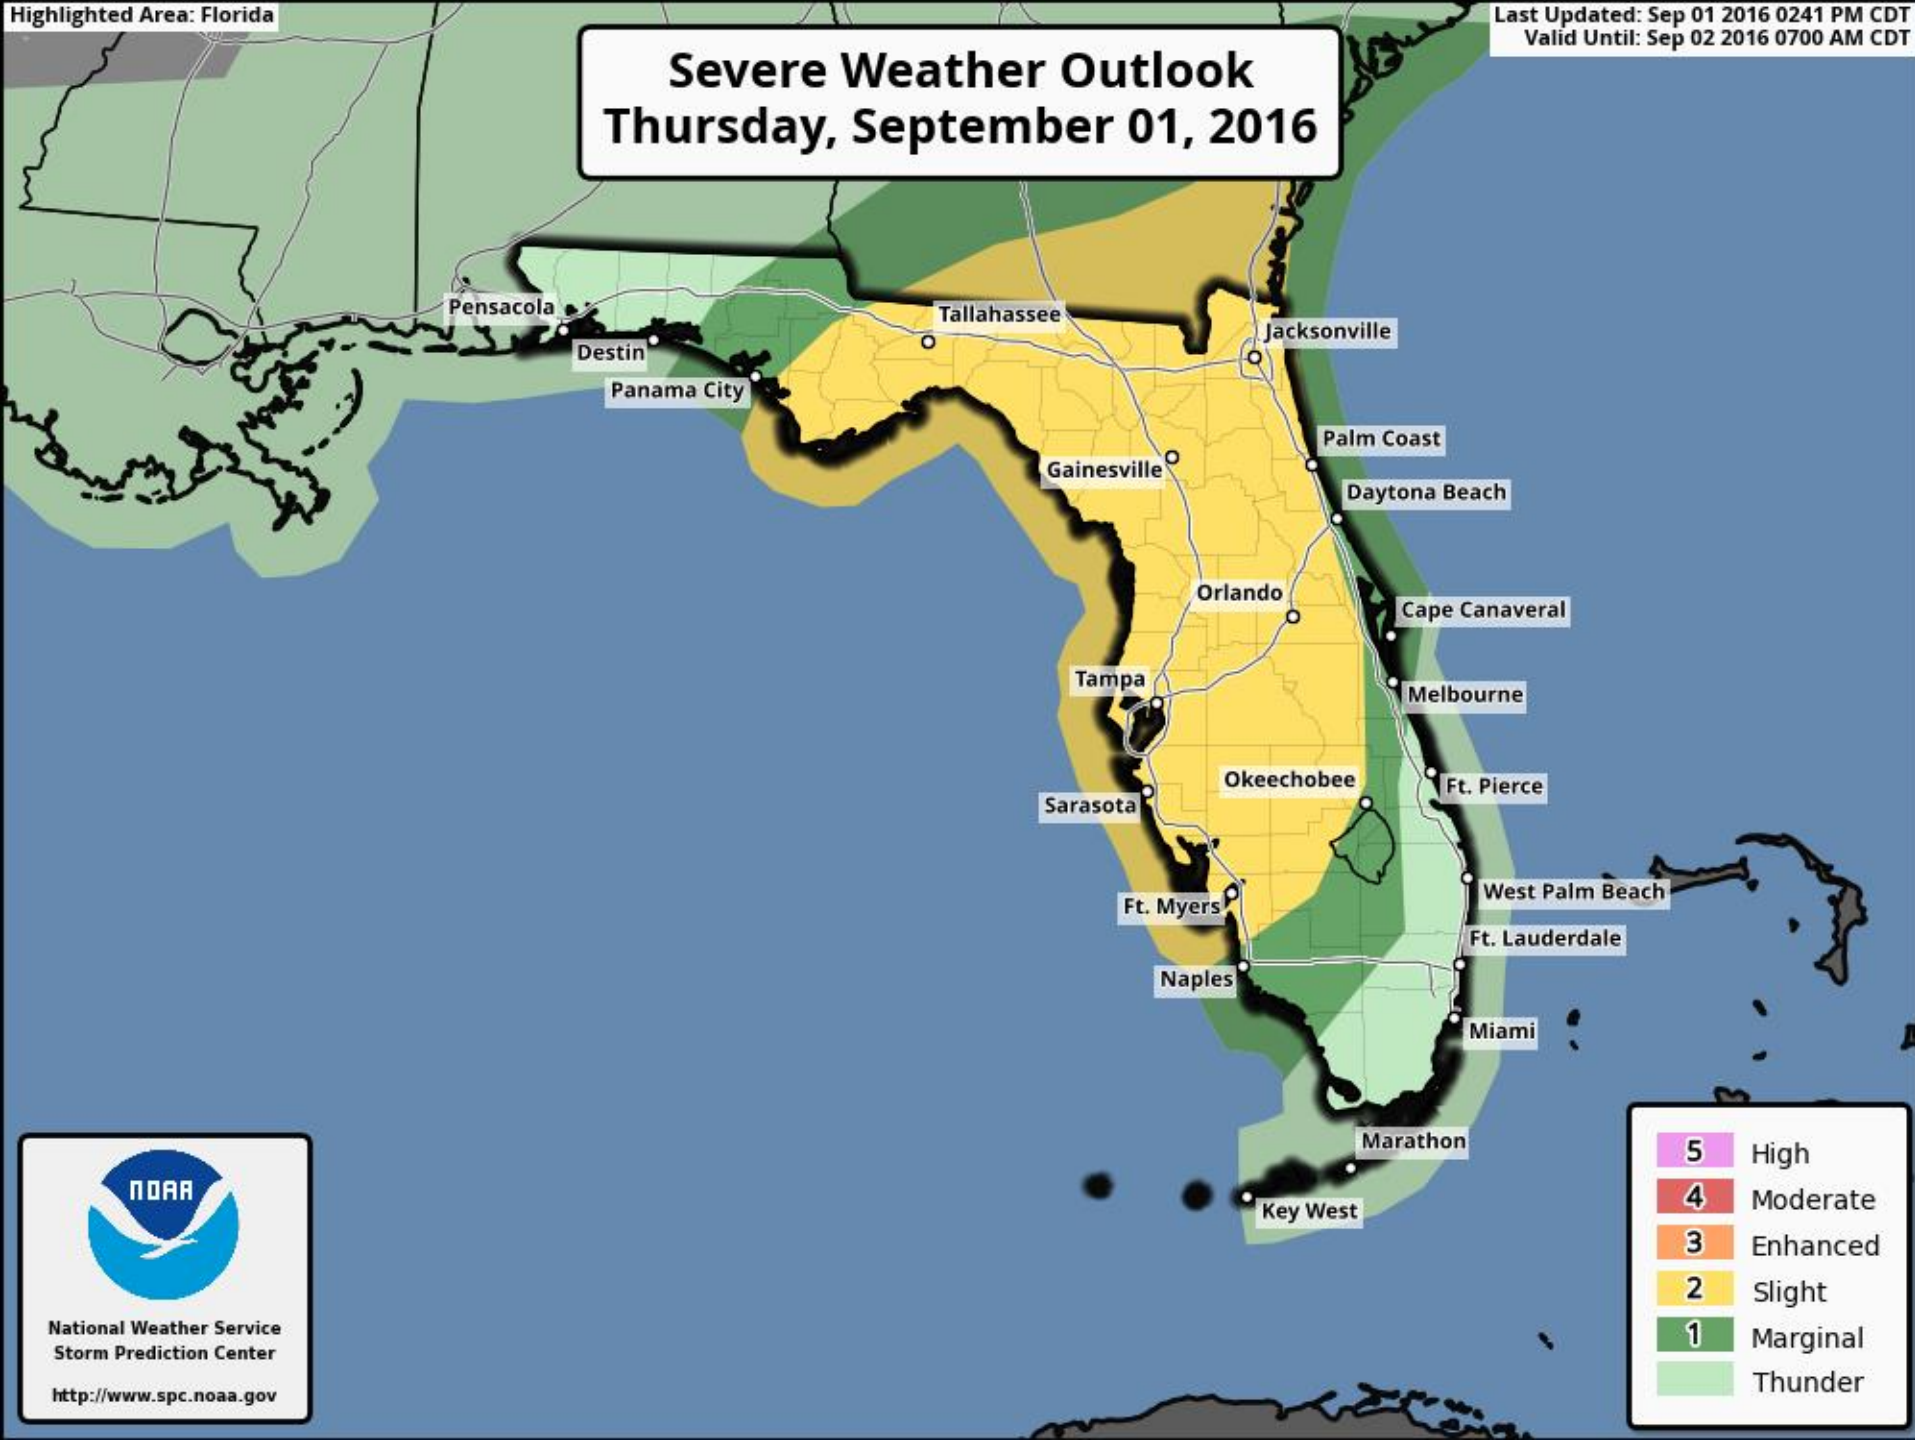 Highlighted Area: Florida
Last Updated: Sep 01 2016 0241 PM CDT
Valid Until: Sep 02 2016 0700 AM CDT
Severe Weather Outlook
Thursday, September 01, 2016
Pensacola
Tallahassee
Jacksonville
Destin
Panama City
Palm Coast
Gainesville
Daytona Beach
Orlando
Cape Canaveral
Tampa
Melbourne
Okeechobee
Ft. Pierce
Sarasota
West Palm Beach
Ft. Myers
Ft. Lauderdale
Naples
Miami
Marathon
Key West
NOAA
National Weather Service
Storm Prediction Center
http://www.spc.noaa.gov
5 High
4 Moderate
3 Enhanced
2 Slight
1 Marginal
Thunder